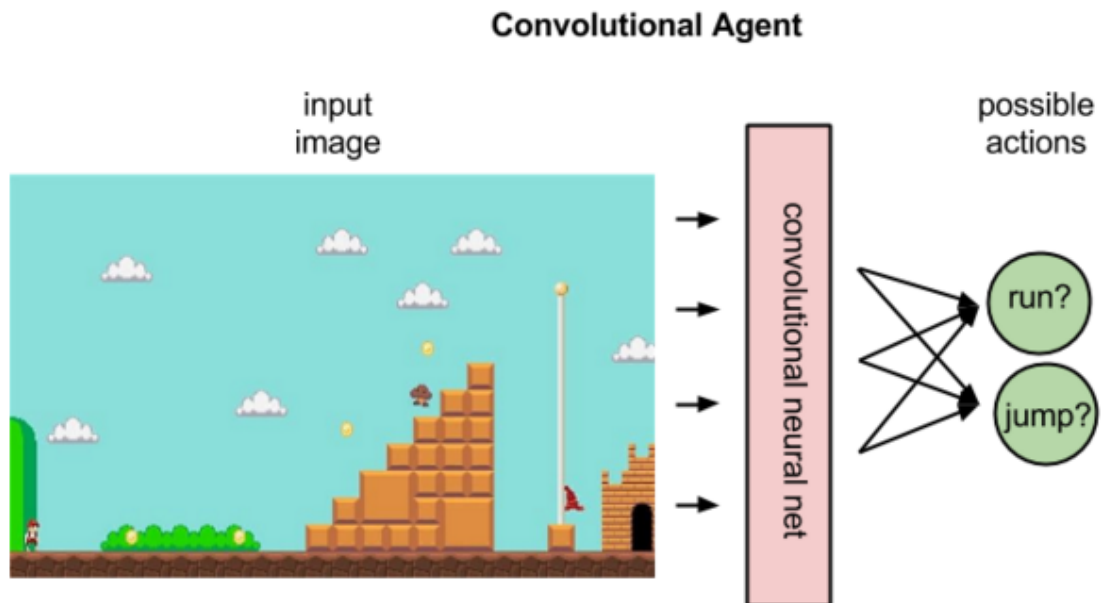 Convolutional Agent
input
image
possible
actions
convolutional neural net
run?
jump?